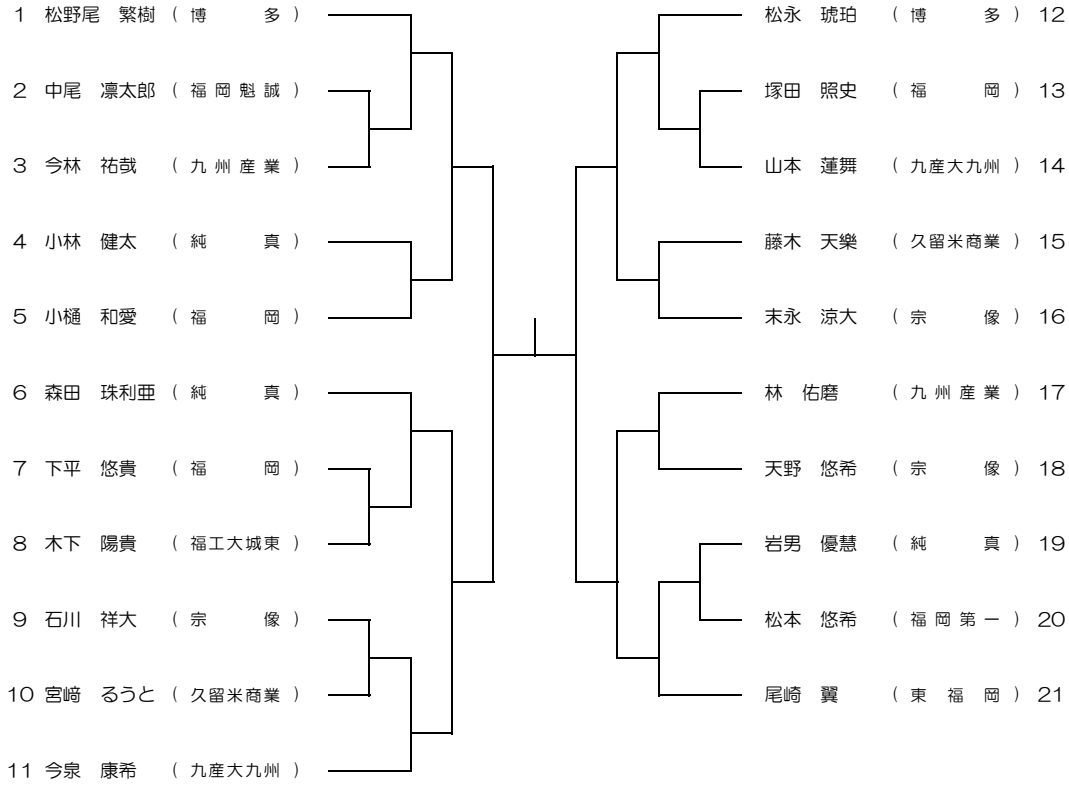 1 松野尾 繁樹 ( 博 多 )
2 中尾 凛太郎 ( 福岡魁誠 )
3 今林 祐哉 ( 九州産業 )
4 小林 健太 ( 純 真 )
5 小樋 和愛 ( 福 岡 )
6 森田 珠利亜 ( 純 真 )
7 下平 悠貴 ( 福 岡 )
8 木下 陽貴 ( 福工大城東 )
9 石川 祥大 ( 宗 像 )
10 宮﨑 るうと ( 久留米商業 )
11 今泉 康希 ( 九産大九州 )
松永 琥珀 ( 博 多 ) 12
塚田 照史 ( 福 岡 ) 13
山本 蓮舞 ( 九産大九州 ) 14
藤木 天樂 ( 久留米商業 ) 15
末永 涼大 ( 宗 像 ) 16
林 佑磨 ( 九州産業 ) 17
天野 悠希 ( 宗 像 ) 18
岩男 優慧 ( 純 真 ) 19
松本 悠希 ( 福岡第一 ) 20
尾崎 翼 ( 東 福 岡 ) 21